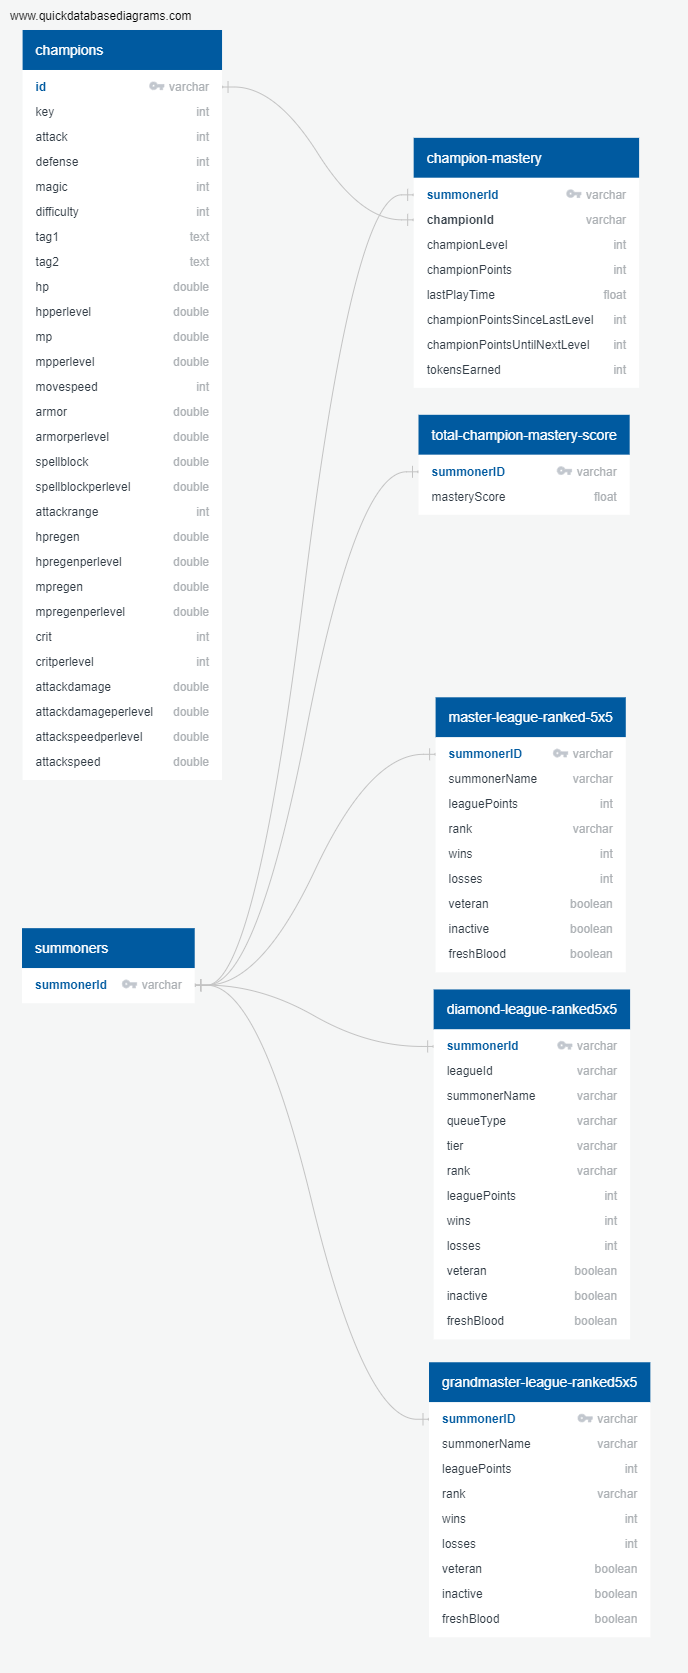 www.quickdatabasediagrams.com
champions
id varchar
key int
attack int
defense int
magic int
difficulty int
tag1 text
tag2 text
hp double
hpperlevel double
mp double
mpperlevel double
movespeed int
armor double
armorperlevel double
spellblock double
spellblockperlevel double
attackrange int
hpregen double
hpregenperlevel double
mpregen double
mpregenperlevel double
crit int
critperlevel int
attackdamage double
attackdamageperlevel double
attackspeedperlevel double
attackspeed double
summoners
summonerId varchar
champion-mastery
summonerId varchar
championId varchar
championLevel int
championPoints int
lastPlayTime float
championPointsSinceLastLevel int
championPointsUntilNextLevel int
tokensEarned int
total-champion-mastery-score
summonerID varchar
masteryScore float
master-league-ranked-5x5
summonerID varchar
summonerName varchar
leaguePoints int
rank varchar
wins int
losses int
veteran boolean
inactive boolean
freshBlood boolean
diamond-league-ranked5x5
summonerId varchar
leagueId varchar
summonerName varchar
queueType varchar
tier varchar
rank varchar
leaguePoints int
wins int
losses int
veteran boolean
inactive boolean
freshBlood boolean
grandmaster-league-ranked5x5
summonerID varchar
summonerName varchar
leaguePoints int
rank varchar
wins int
losses int
veteran boolean
inactive boolean
freshBlood boolean